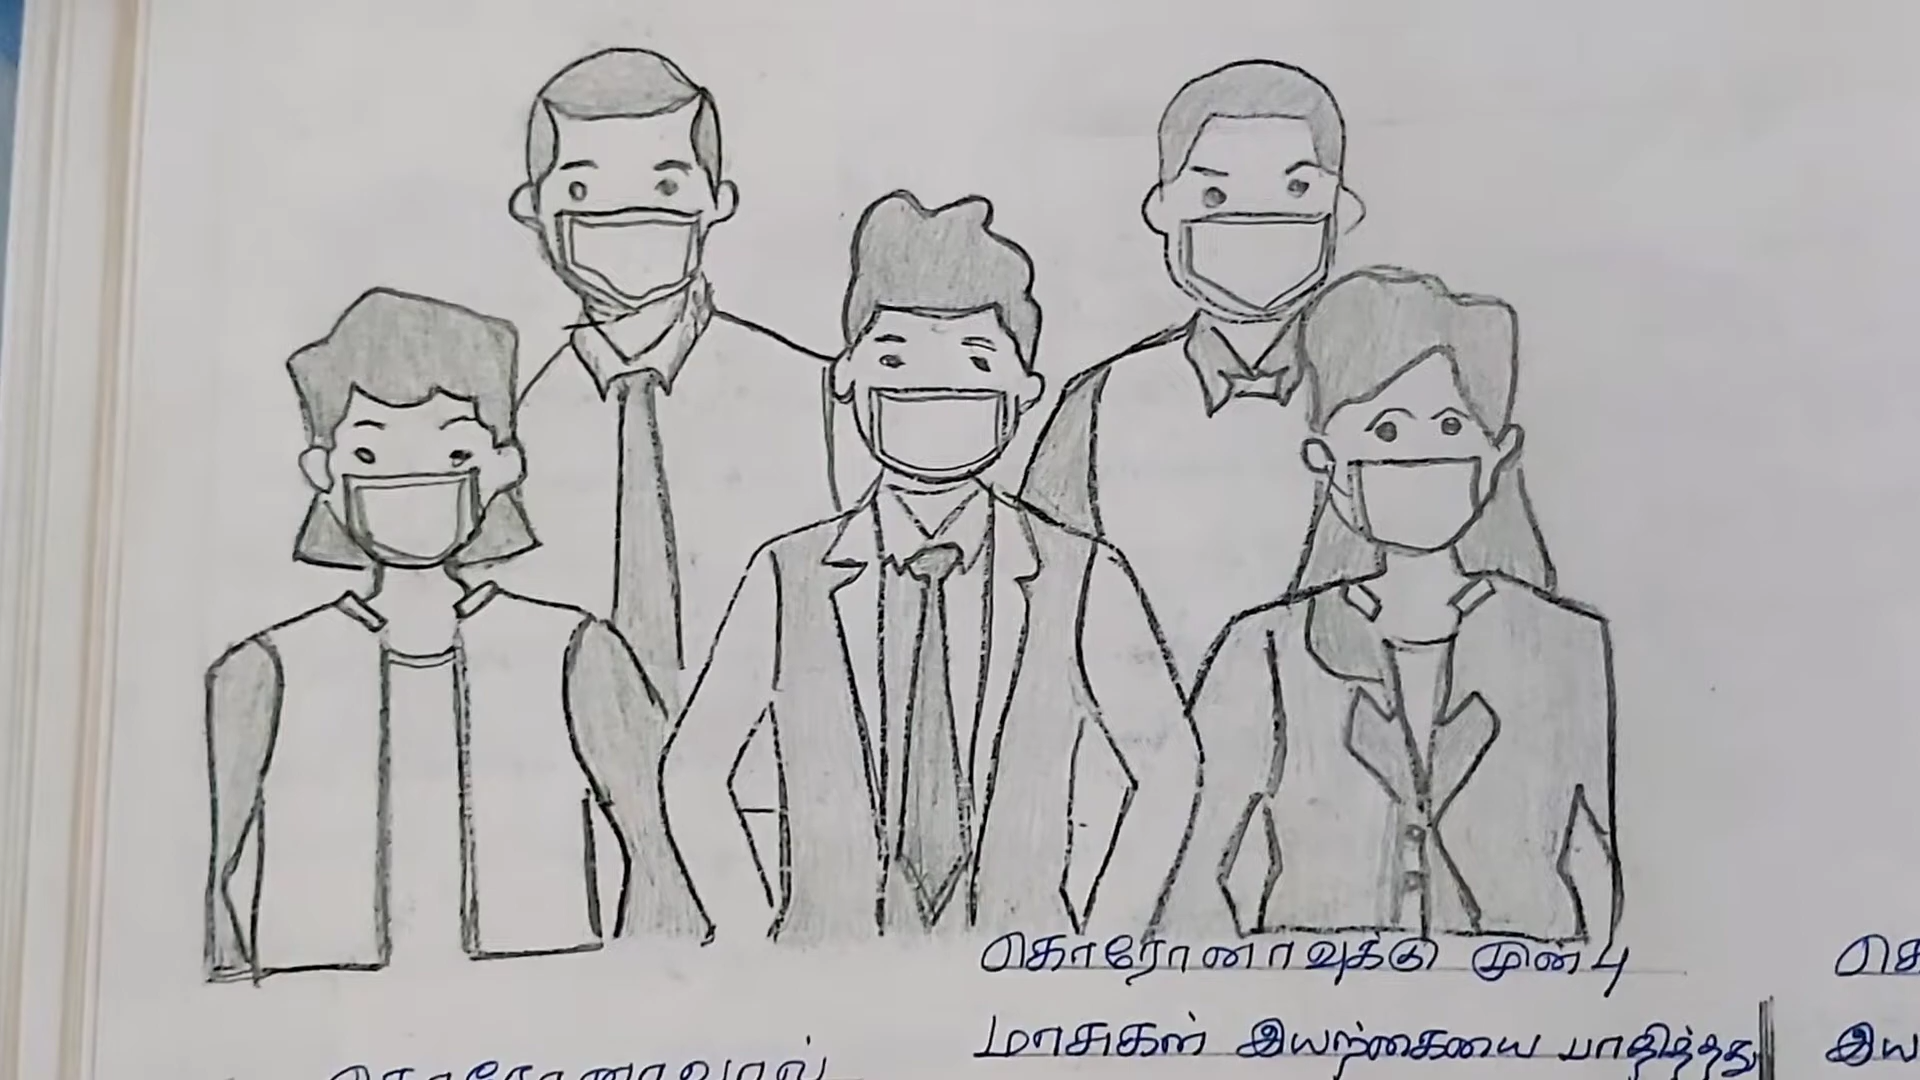 கொரோனாவுக்கு முன்பு
மாசுகள் இயற்கையை பாதித்தது
கொரோனாவால்